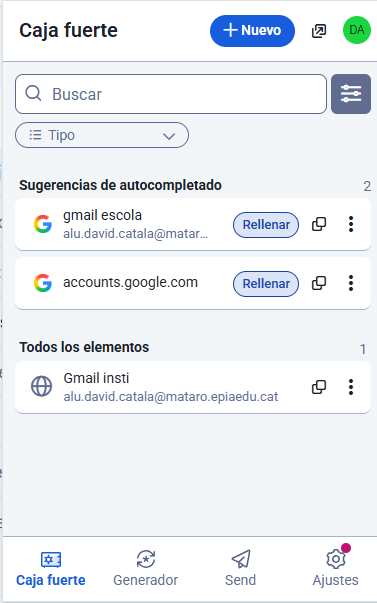 Caja fuerte
Nuevo
DA
Buscar
Tipo
Sugerencias de autocompletado
2
gmail escola
Rellenar
alu.david.catala@matar...
accounts.google.com
Rellenar
Todos los elementos
1
Gmail insti
alu.david.catala@mataro.epiaedu.cat
Caja fuerte
Generador
Send
Ajustes